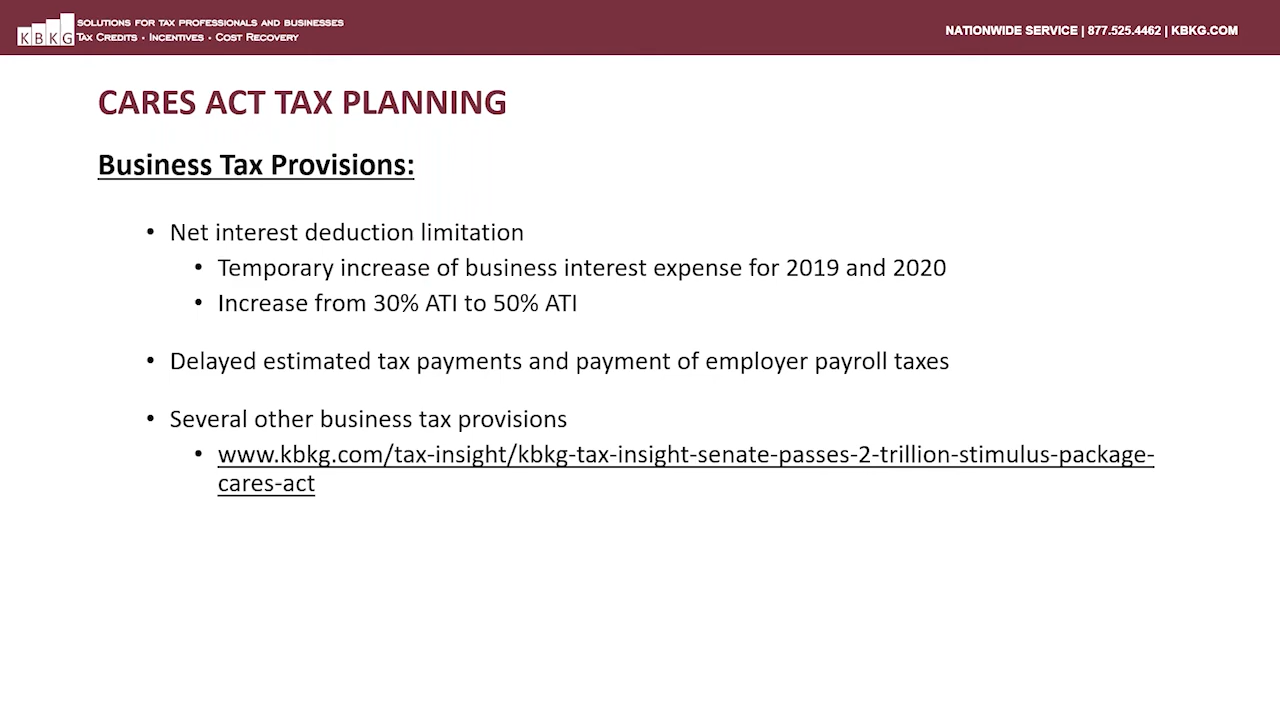 SOLUTIONS FOR TAX PROFESSIONALS AND BUSINESSES
KBKG TAX CREDITS • INCENTIVES • COST RECOVERY
NATIONWIDE SERVICE | 877.525.4462 | KBKG.COM
CARES ACT TAX PLANNING
Business Tax Provisions:
• Net interest deduction limitation
• Temporary increase of business interest expense for 2019 and 2020
• Increase from 30% ATI to 50% ATI
• Delayed estimated tax payments and payment of employer payroll taxes
• Several other business tax provisions
• www.kbkg.com/tax-insight/kbkg-tax-insight-senate-passes-2-trillion-stimulus-package-
cares-act